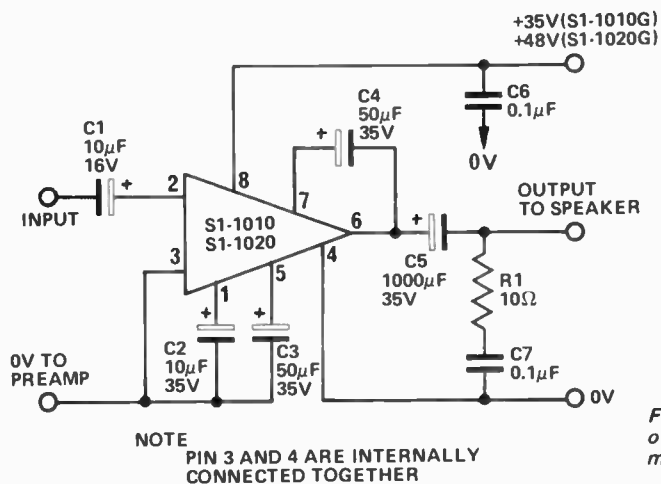 +35V(S1-1010G)
+48V(S1-1020G)
C6
0.1µF
0V
C4
50µF
35V
C1
10µF
16V
+
+
2
8
7
INPUT
S1-1010
S1-1020
6
+
OUTPUT
TO SPEAKER
3
4
5
1
C5
1000µF
35V
R1
10Ω
+
+
C2
10µF
35V
C3
50µF
35V
C7
0.1µF
0V TO
PREAMP
0V
NOTE
PIN 3 AND 4 ARE INTERNALLY
CONNECTED TOGETHER
F
o
m